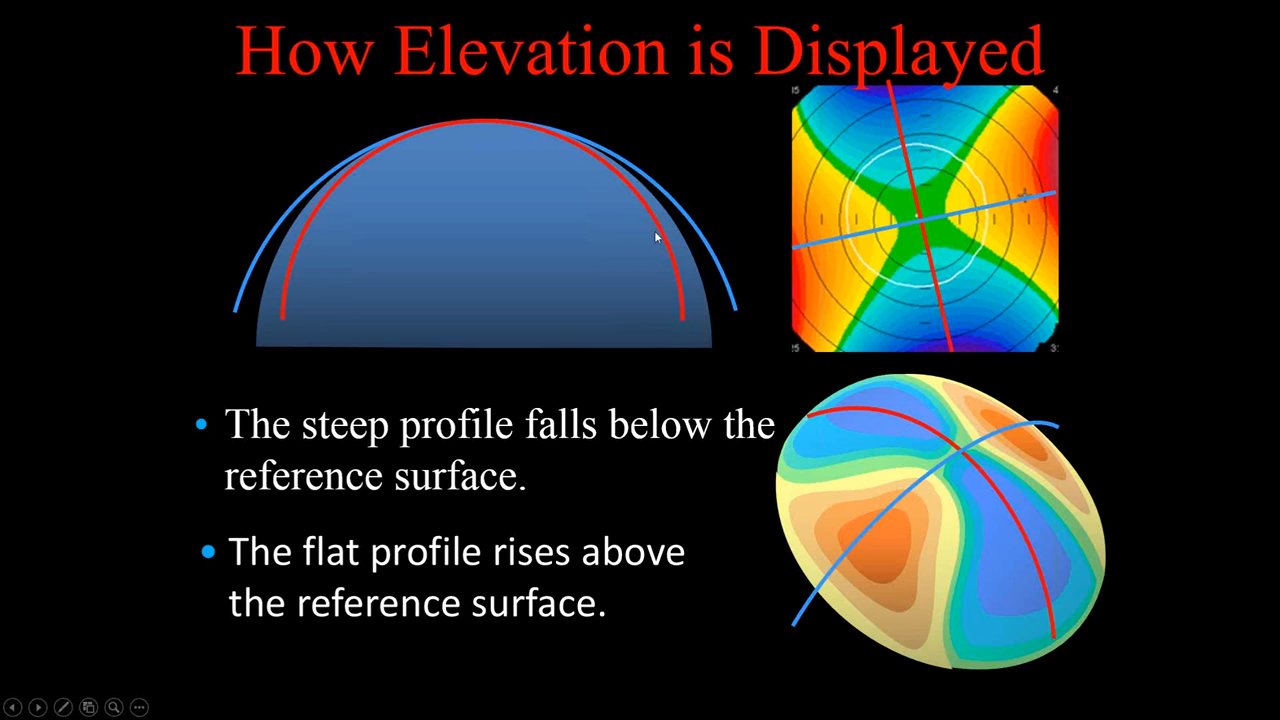 How Elevation is Displayed
• The steep profile falls below the
reference surface.
• The flat profile rises above
the reference surface.